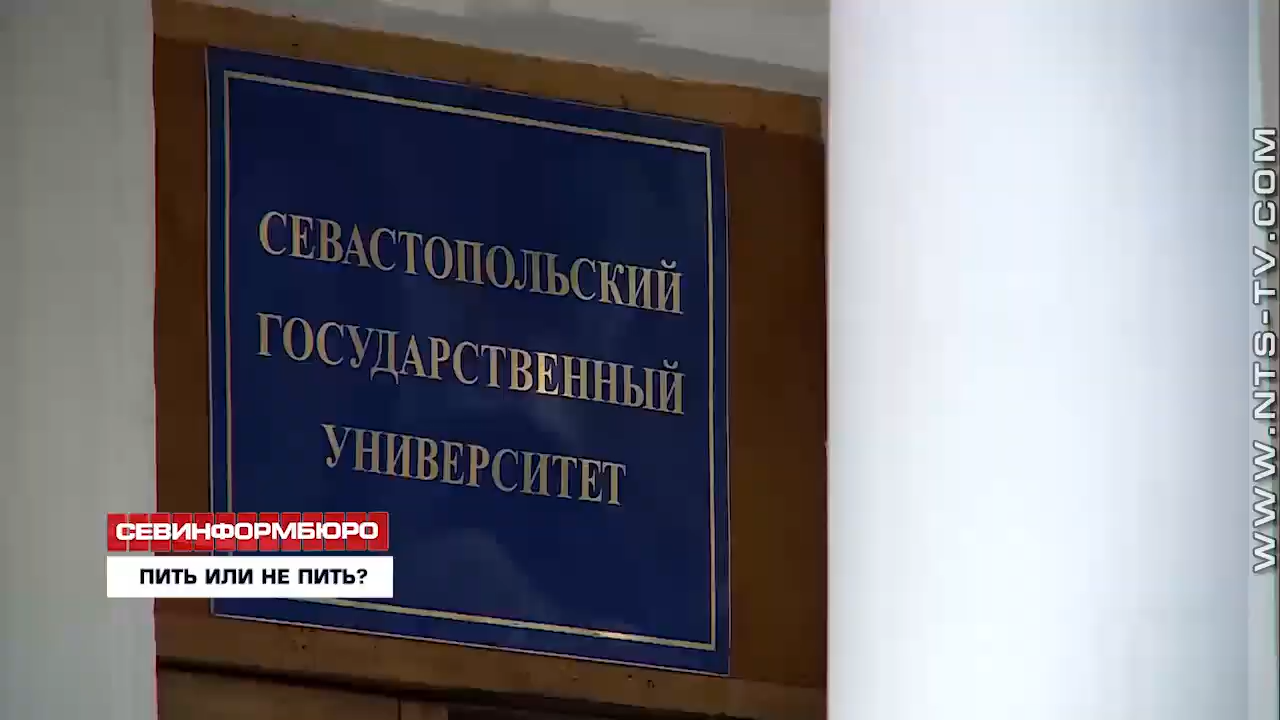 СЕВАСТОПОЛЬСКИЙ
ГОСУДАРСТВЕННЫЙ
УНИВЕРСИТЕТ
СЕВИНФОРМБЮРО
ПИТЬ ИЛИ НЕ ПИТЬ?
WWW.NTS-TV.COM